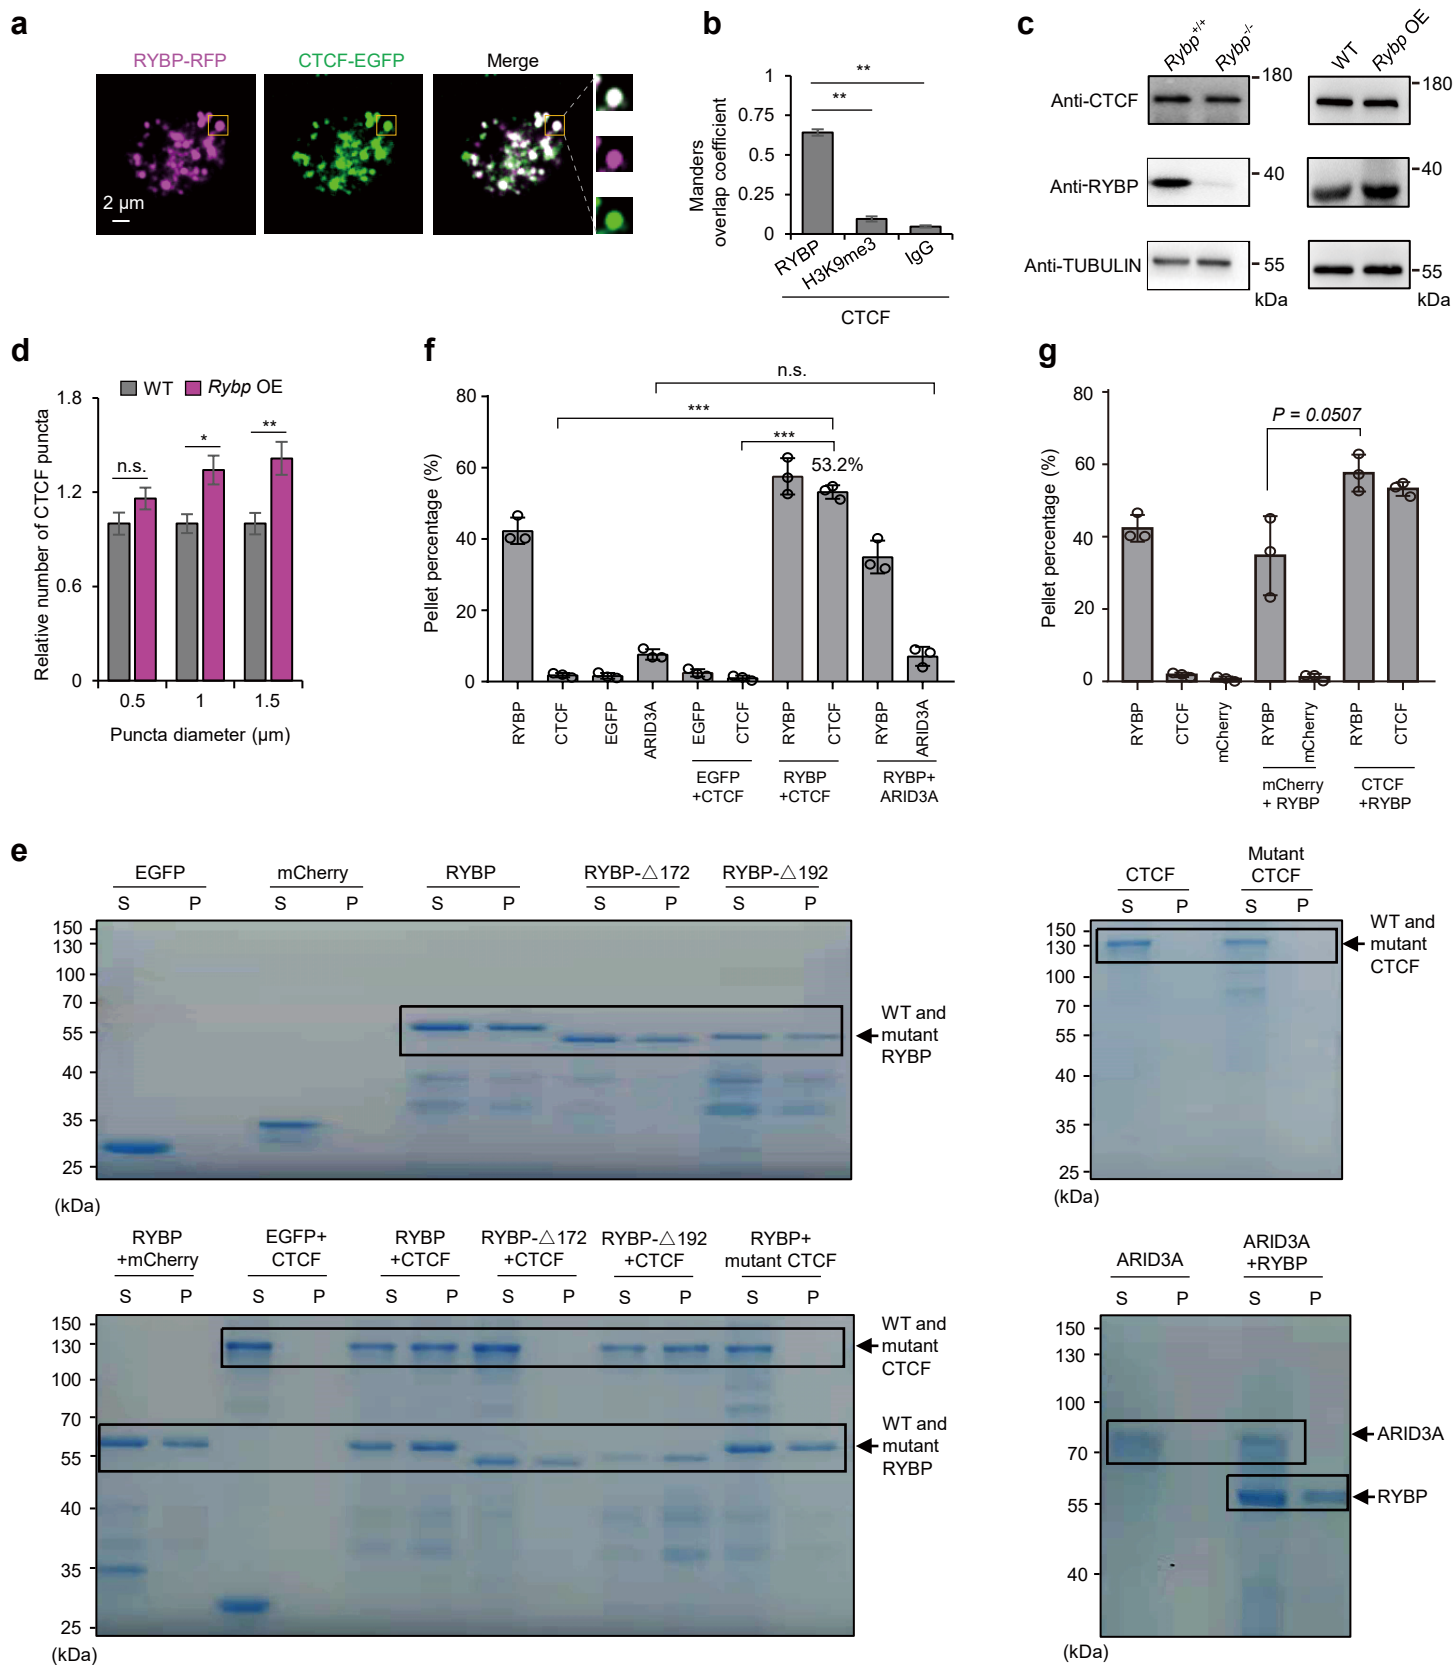 a
RYBP-RFP
CTCF-EGFP
Merge
2 µm
b
Manders
overlap coefficient
1
0.75
0.5
0.25
0
**
**
RYBP
H3K9me3
IgG
CTCF
c
Rybp+/+
Rybp-/-
WT
Rybp OE
Anti-CTCF
180
180
Anti-RYBP
40
40
Anti-TUBULIN
55
55
kDa
kDa
d
WT
Rybp OE
Relative number of CTCF puncta
1.8
1.2
0.6
0
n.s.
*
**
0.5
1
1.5
Puncta diameter (µm)
f
Pellet percentage (%)
80
60
40
20
0
n.s.
***
***
53.2%
RYBP
CTCF
EGFP
ARID3A
EGFP
CTCF
RYBP
CTCF
RYBP
ARID3A
EGFP
+CTCF
RYBP
+CTCF
RYBP+
ARID3A
g
Pellet percentage (%)
80
60
40
20
0
P = 0.0507
RYBP
CTCF
mCherry
RYBP
mCherry
RYBP
CTCF
mCherry
+ RYBP
CTCF
+RYBP
e
EGFP
mCherry
RYBP
RYBP-△172
RYBP-△192
S P S P S P S P S P
150
130
100
70
55
40
35
25
(kDa)
WT and
mutant
RYBP
CTCF
Mutant
CTCF
S P S P
150
130
100
70
55
40
35
25
(kDa)
WT and
mutant
CTCF
RYBP
+mCherry
EGFP+
CTCF
RYBP
+CTCF
RYBP-△172
+CTCF
RYBP-△192
+CTCF
RYBP+
mutant CTCF
S P S P S P S P S P S P
150
130
100
70
55
40
35
25
(kDa)
WT and
mutant
CTCF
WT and
mutant
RYBP
ARID3A
ARID3A
+RYBP
S P S P
150
130
100
70
55
40
(kDa)
ARID3A
RYBP